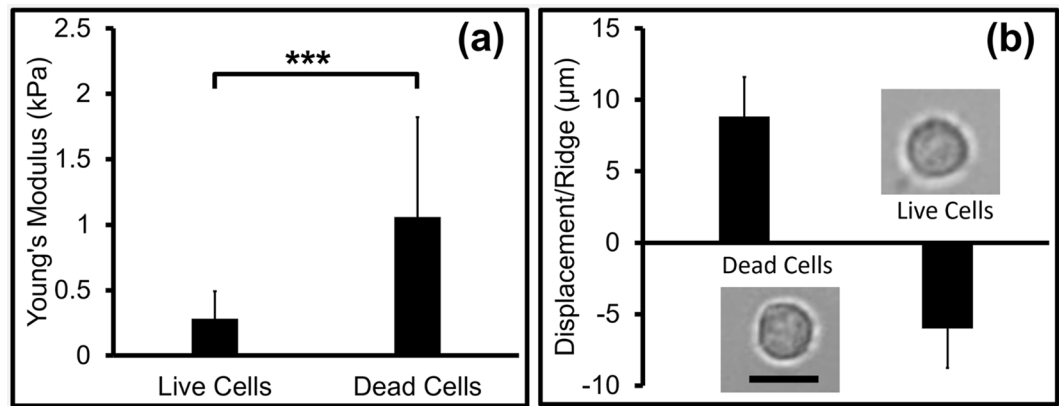 (a)
Young's Modulus (kPa)
2.5
2
1.5
1
0.5
0
***
Live Cells
Dead Cells
(b)
Displacement/Ridge (µm)
15
10
5
0
-5
-10
Live Cells
Dead Cells